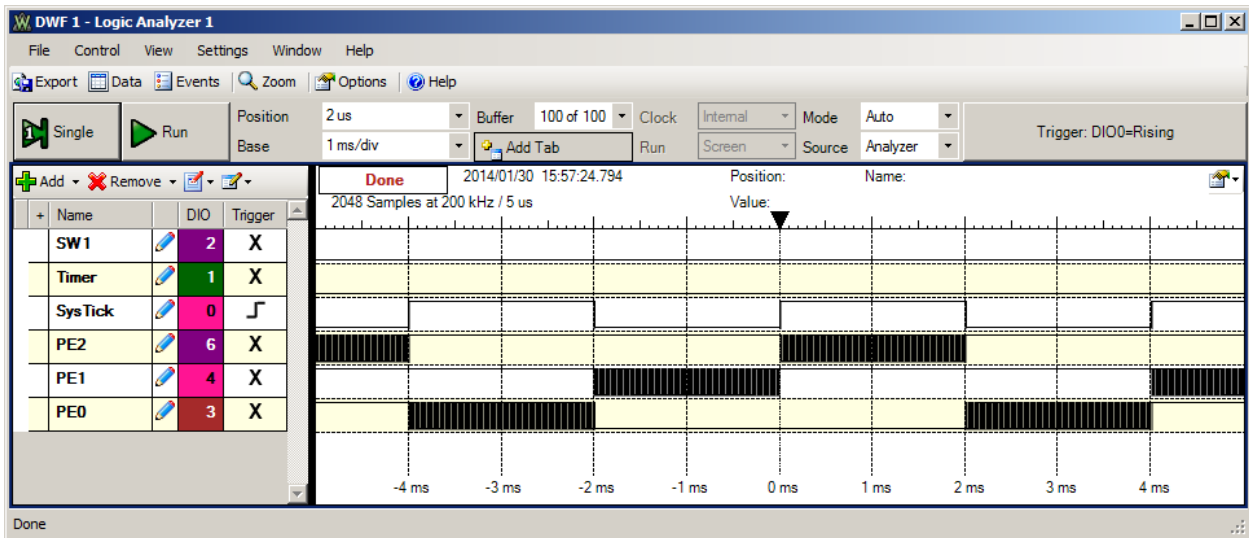 DWF 1 - Logic Analyzer 1
File Control View Settings Window Help
Export Data Events Zoom Options Help
Single Run Position 2 us Buffer 100 of 100 Clock Internal Mode Auto Trigger: DIO0=Rising
Base 1 ms/div Add Tab Run Screen Source Analyzer
Add Remove Done 2014/01/30 15:57:24.794 Position: Name:
2048 Samples at 200 kHz / 5 us Value:
+ Name DIO Trigger
SW1 2 X
Timer 1 X
SysTick 0
PE2 6 X
PE1 4 X
PE0 3 X
-4 ms -3 ms -2 ms -1 ms 0 ms 1 ms 2 ms 3 ms 4 ms
Done